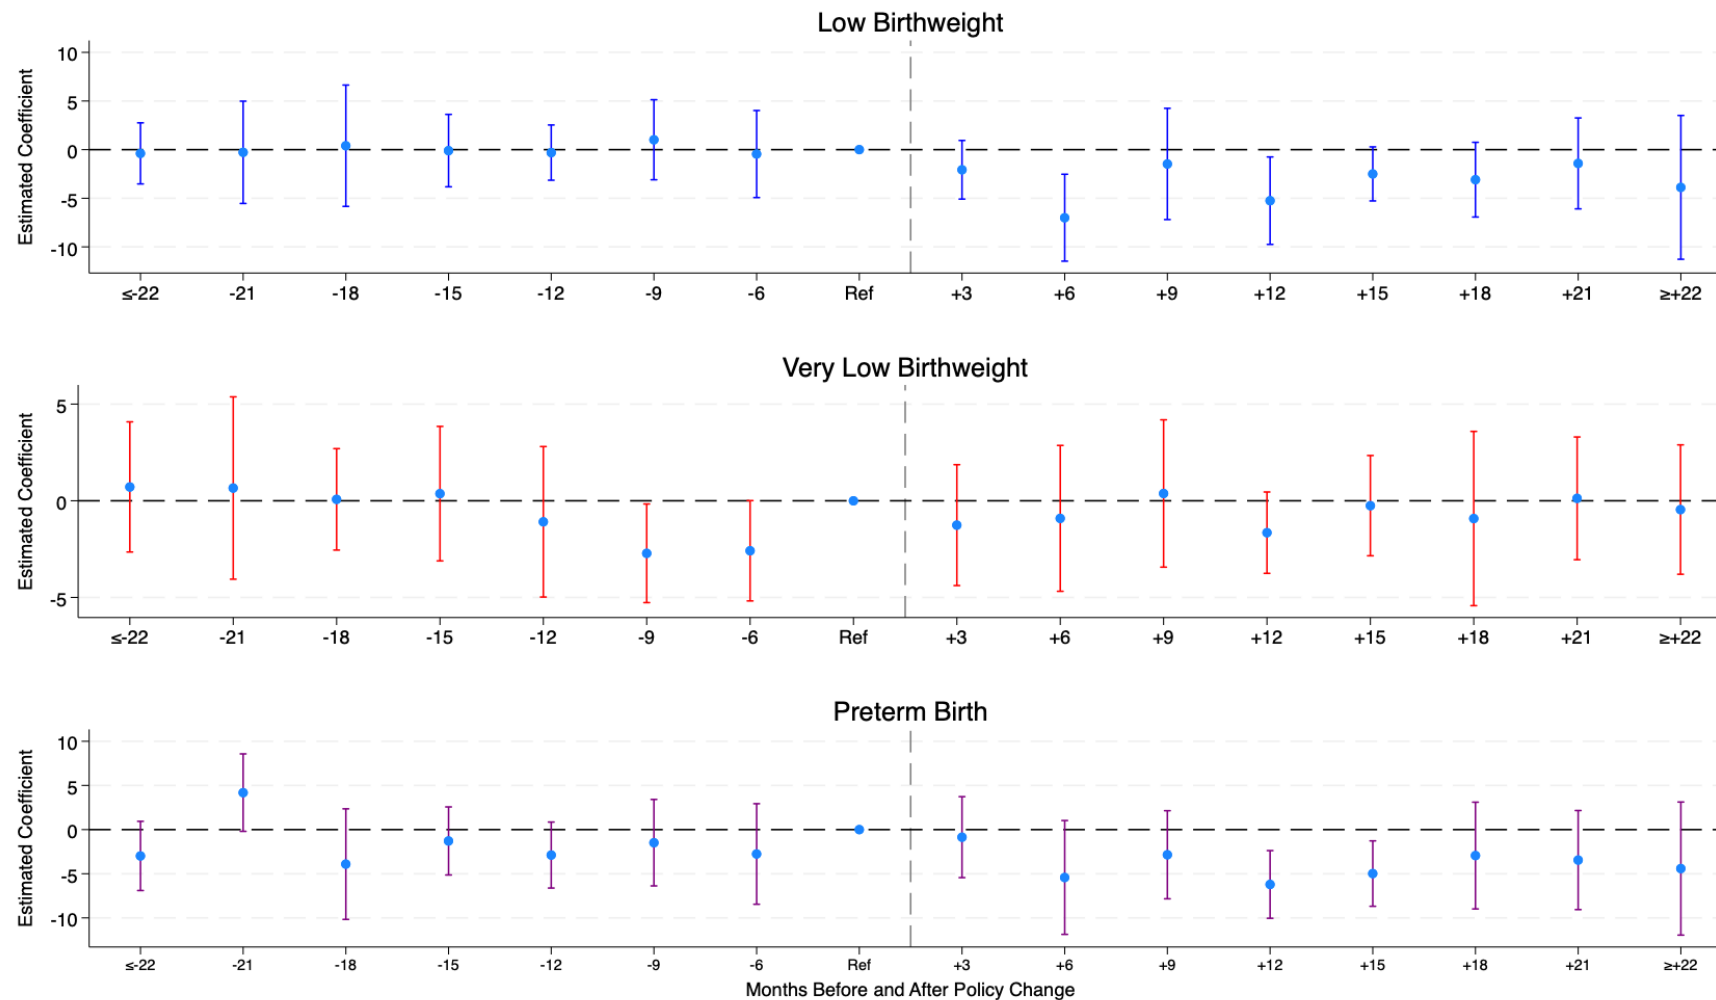 Low Birthweight
Estimated Coefficient
10
5
0
-5
-10
≤-22 -21 -18 -15 -12 -9 -6 Ref +3 +6 +9 +12 +15 +18 +21 ≥+22
Very Low Birthweight
Estimated Coefficient
5
0
-5
≤-22 -21 -18 -15 -12 -9 -6 Ref +3 +6 +9 +12 +15 +18 +21 ≥+22
Preterm Birth
Estimated Coefficient
10
5
0
-5
-10
≤-22 -21 -18 -15 -12 -9 -6 Ref +3 +6 +9 +12 +15 +18 +21 ≥+22
Months Before and After Policy Change